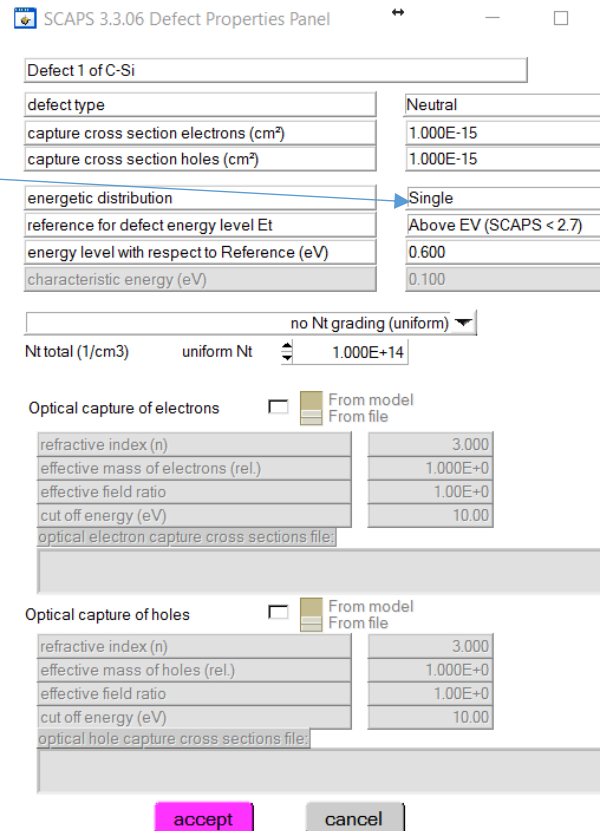 SCAPS 3.3.06 Defect Properties Panel
Defect 1 of C-Si
defect type Neutral
capture cross section electrons (cm²) 1.000E-15
capture cross section holes (cm²) 1.000E-15
energetic distribution Single
reference for defect energy level Et Above EV (SCAPS < 2.7)
energy level with respect to Reference (eV) 0.600
characteristic energy (eV) 0.100
no Nt grading (uniform)
Nt total (1/cm3) uniform Nt 1.000E+14
Optical capture of electrons From model
From file
refractive index (n) 3.000
effective mass of electrons (rel.) 1.000E+0
effective field ratio 1.00E+0
cut off energy (eV) 10.00
optical electron capture cross sections file:
Optical capture of holes From model
From file
refractive index (n) 3.000
effective mass of holes (rel.) 1.000E+0
effective field ratio 1.00E+0
cut off energy (eV) 10.00
optical hole capture cross sections file:
accept cancel